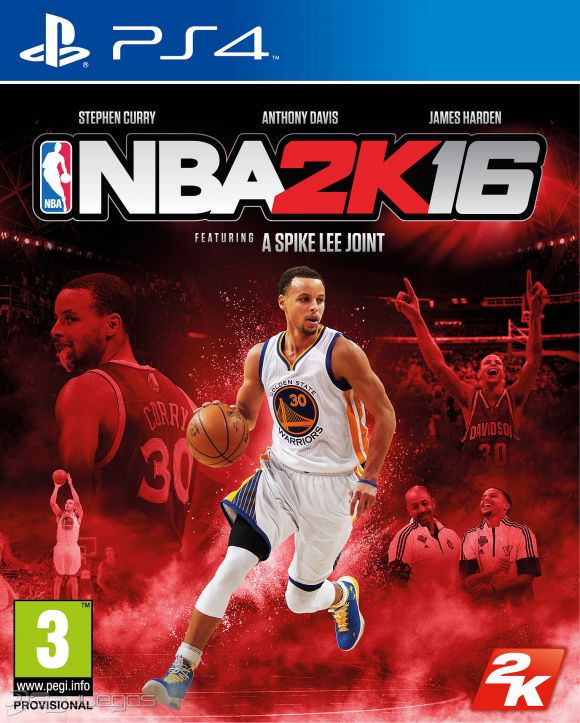 PS4
STEPHEN CURRY
ANTHONY DAVIS
JAMES HARDEN
NBA
NBA2K16
FEATURING A SPIKE LEE JOINT
CURRY
30
GOLDEN STATE
30
WARRIORS
DAVIDSON
30
3
™
www.pegi.info
PROVISIONAL
2K